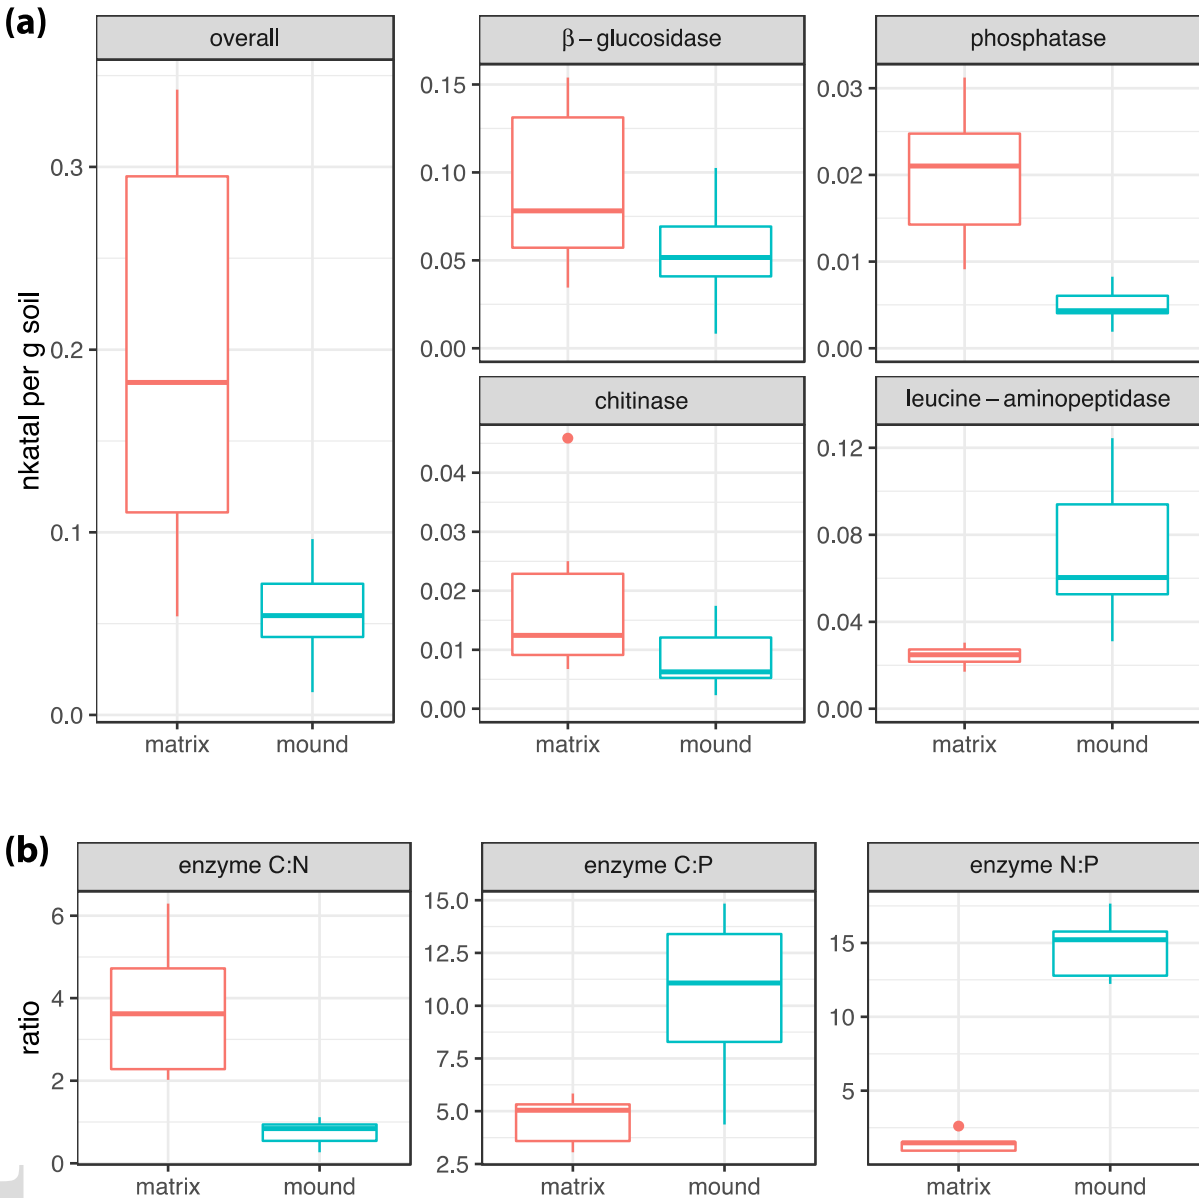 (a)
overall
β – glucosidase
phosphatase
nkatal per g soil
0.3
0.2
0.1
0.0
0.15
0.10
0.05
0.00
0.03
0.02
0.01
0.00
chitinase
leucine – aminopeptidase
0.04
0.03
0.02
0.01
0.00
0.12
0.08
0.04
0.00
matrix mound
matrix mound
matrix mound
(b)
enzyme C:N
enzyme C:P
enzyme N:P
ratio
6
4
2
0
15.0
12.5
10.0
7.5
5.0
2.5
15
10
5
matrix mound
matrix mound
matrix mound